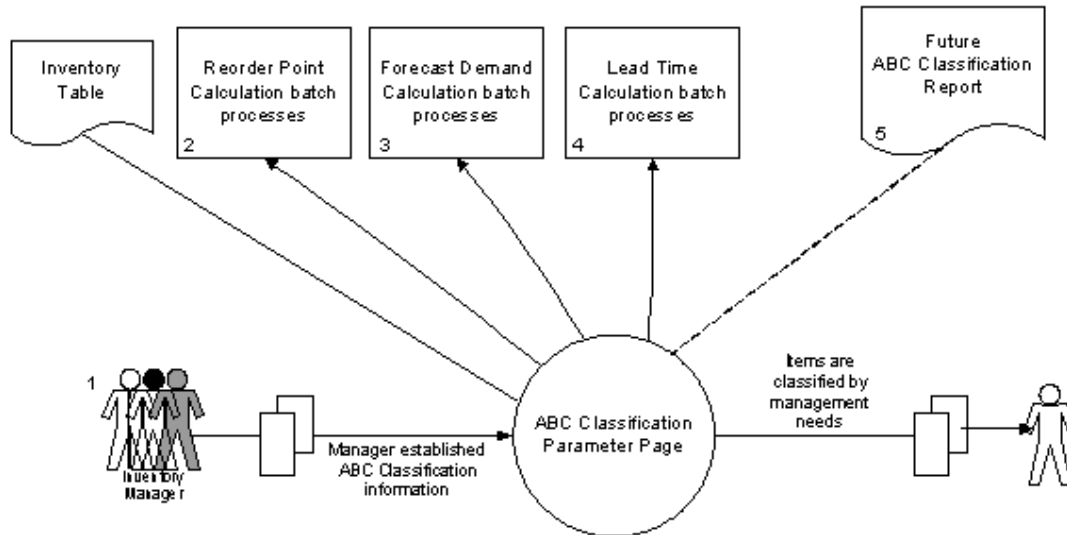 Inventory
Table
Reorder Point
Calculation batch
processes
2
Forecast Demand
Calculation batch
processes
3
Lead Time
Calculation batch
processes
4
Future
ABC Classification
Report
5
1
Inventory
Manager
Manager established
ABC Classification
information
ABC Classification
Parameter Page
Items are
classified by
management
needs